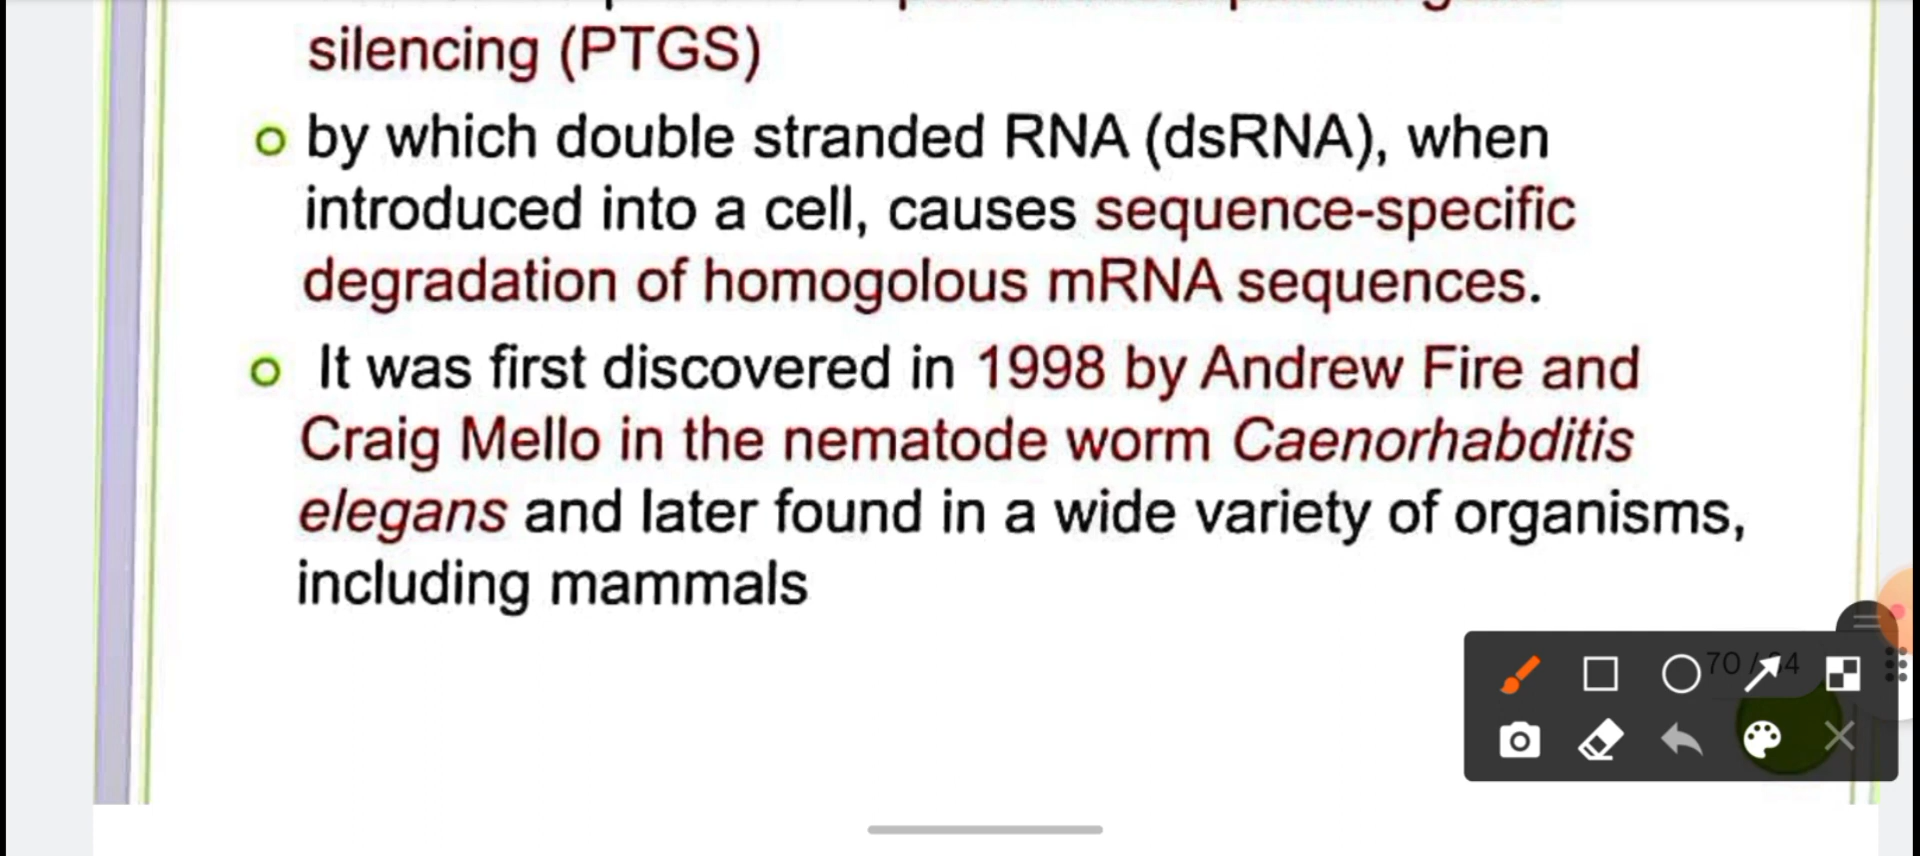 silencing (PTGS)
by which double stranded RNA (dsRNA), when
introduced into a cell, causes sequence-specific
degradation of homogolous mRNA sequences.
It was first discovered in 1998 by Andrew Fire and
Craig Mello in the nematode worm Caenorhabditis
elegans and later found in a wide variety of organisms,
including mammals
70 /